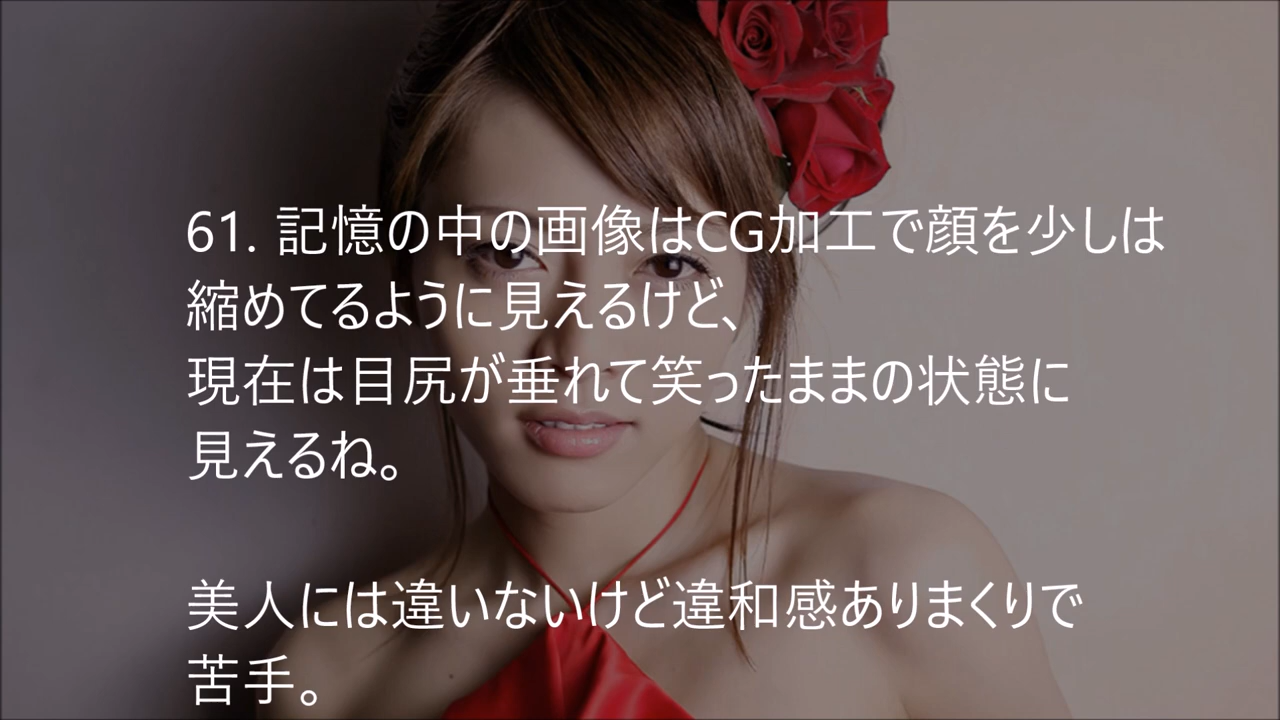 61. 記憶の中の画像はCG加工で顔を少しは
縮めてるように見えるけど、
現在は目尻が垂れて笑ったままの状態に
見えるね。
美人には違いないけど違和感ありまくりで
苦手。